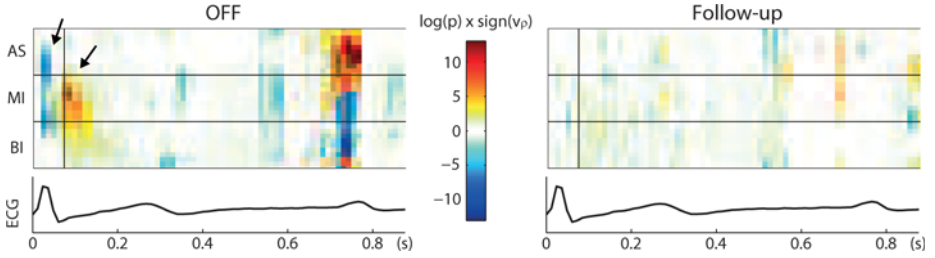 OFF
log(p) x sign(vρ)
Follow-up
AS
MI
BI
10
5
0
−5
−10
ECG
0 0.2 0.4 0.6 0.8 (s)
0 0.2 0.4 0.6 0.8 (s)